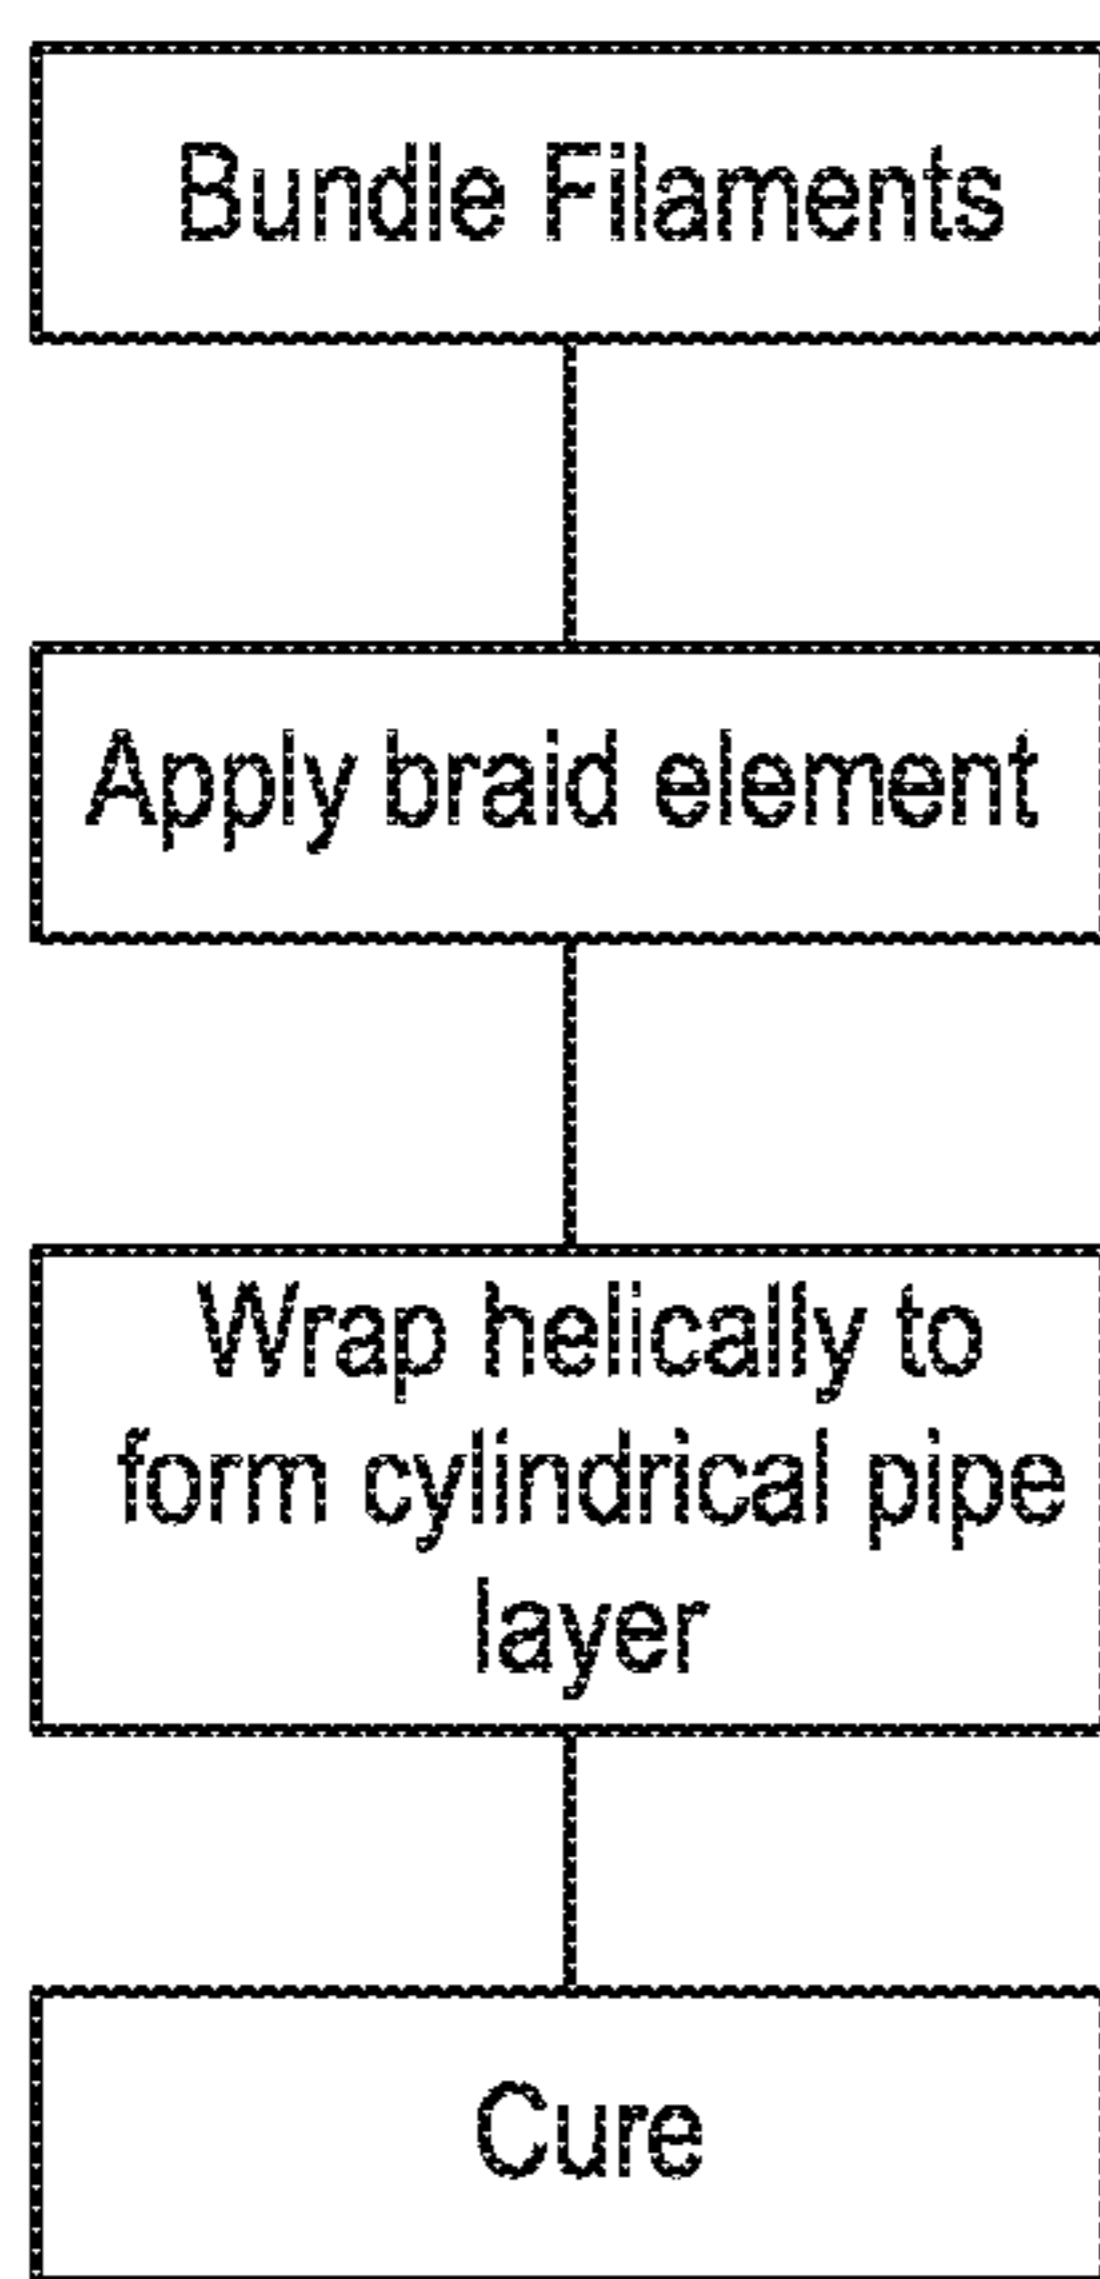 Bundle Filaments
Apply braid element
Wrap helically to
form cylindrical pipe
layer
Cure